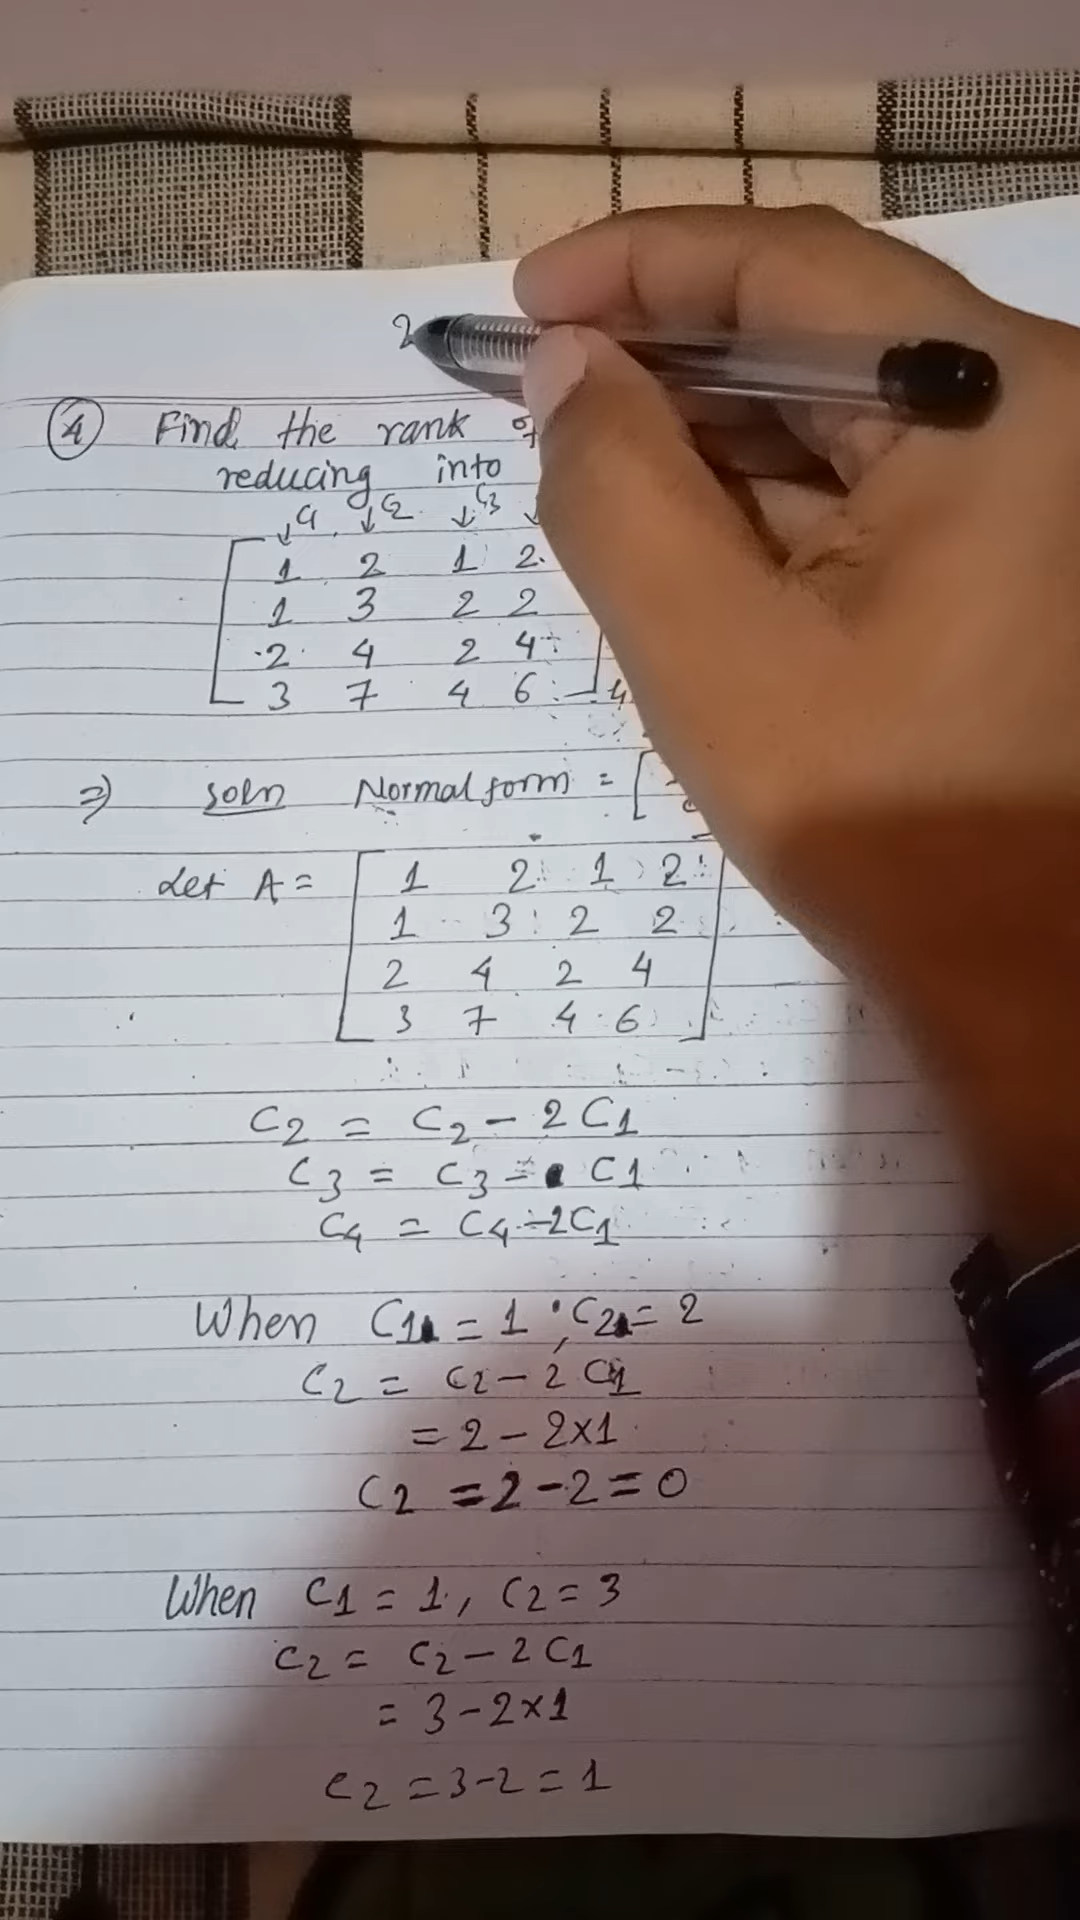 2
④ Find the rank of
reducing into
↓C1 ↓C2 ↓C3 ↓
1 2 1 2
1 3 2 2
2 4 2 4
3 7 4 6 4
⇒ Soln Normal form = [
Let A = 1 2 1 2
1 3 2 2
2 4 2 4
3 7 4 6
C2 = C2 - 2C1
C3 = C3 - C1
C4 = C4 - 2C1
When C1 = 1, C2 = 2
C2 = C2 - 2 C1
= 2 - 2×1
C2 = 2 - 2 = 0
When C1 = 1, C2 = 3
C2 = C2 - 2 C1
= 3 - 2×1
C2 = 3 - 2 = 1